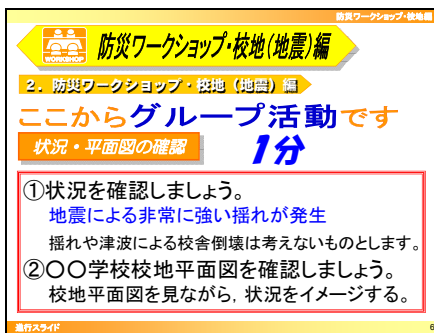 防災ワークショップ・校地編
WORKSHOP
防災ワークショップ・校地（地震）編
２．防災ワークショップ・校地（地震）編
ここからグループ活動です
状況・平面図の確認
1分
①状況を確認しましょう。
地震による非常に強い揺れが発生
揺れや津波による校舎倒壊は考えないものとします。
②〇〇学校校地平面図を確認しましょう。
校地平面図を見ながら，状況をイメージする。
進行スライド
6